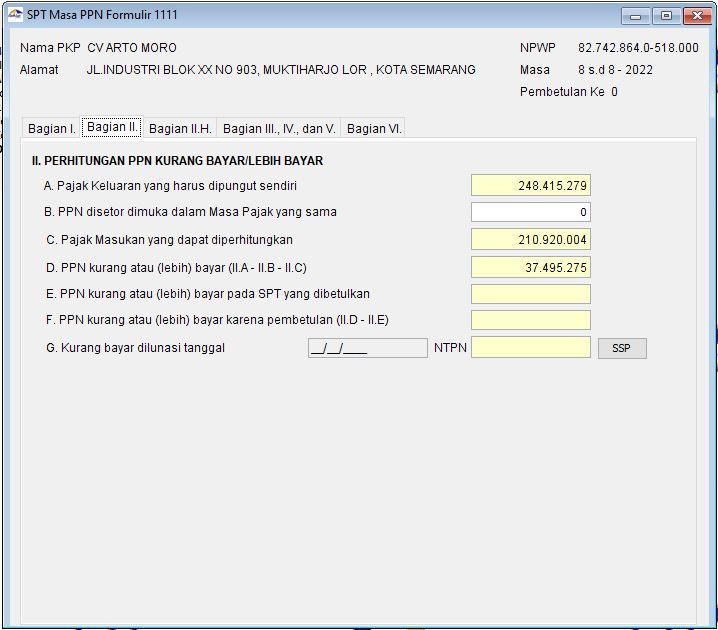 SPT Masa PPN Formulir 1111
Nama PKP CV ARTO MORO NPWP 82.742.864.0-518.000
Alamat JL.INDUSTRI BLOK XX NO 903, MUKTIHARJO LOR , KOTA SEMARANG Masa 8 s.d 8 - 2022
Pembetulan Ke 0
Bagian I. Bagian II. Bagian II.H. Bagian III., IV., dan V. Bagian VI.
II. PERHITUNGAN PPN KURANG BAYAR/LEBIH BAYAR
A. Pajak Keluaran yang harus dipungut sendiri 248.415.279
B. PPN disetor dimuka dalam Masa Pajak yang sama 0
C. Pajak Masukan yang dapat diperhitungkan 210.920.004
D. PPN kurang atau (lebih) bayar (II.A - II.B - II.C) 37.495.275
E. PPN kurang atau (lebih) bayar pada SPT yang dibetulkan
F. PPN kurang atau (lebih) bayar karena pembetulan (II.D - II.E)
G. Kurang bayar dilunasi tanggal __/__/____ NTPN SSP